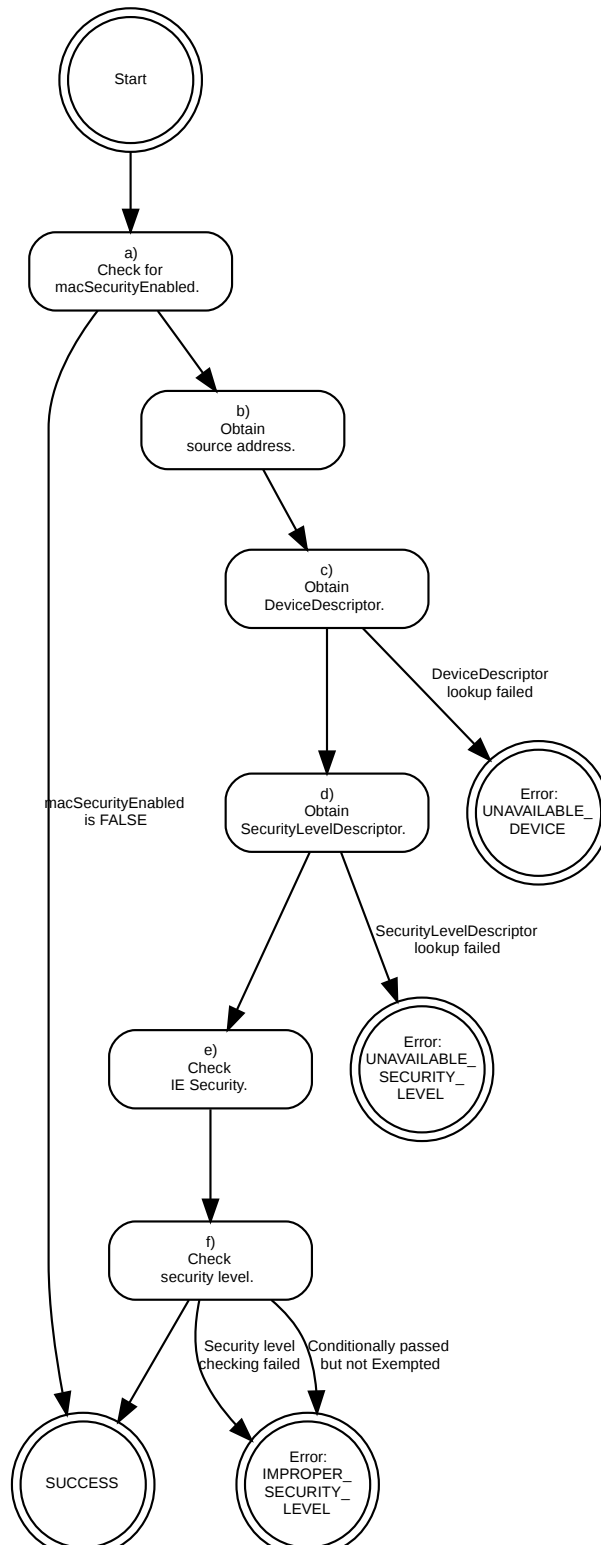 Start
a)
Check for
macSecurityEnabled.
b)
Obtain
source address.
c)
Obtain
DeviceDescriptor.
DeviceDescriptor
lookup failed
macSecurityEnabled
is FALSE
d)
Obtain
SecurityLevelDescriptor.
Error:
UNAVAILABLE_
DEVICE
SecurityLevelDescriptor
lookup failed
e)
Check
IE Security.
Error:
UNAVAILABLE_
SECURITY_
LEVEL
f)
Check
security level.
Security level
checking failed
Conditionally passed
but not Exempted
SUCCESS
Error:
IMPROPER_
SECURITY_
LEVEL